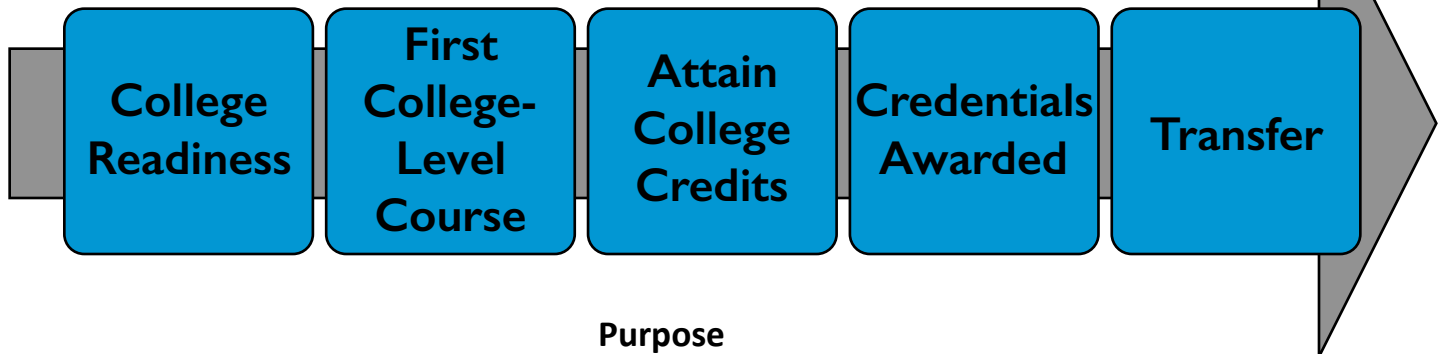 College
Readiness
First
College-
Level
Course
Attain
College
Credits
Credentials
Awarded
Transfer
Purpose